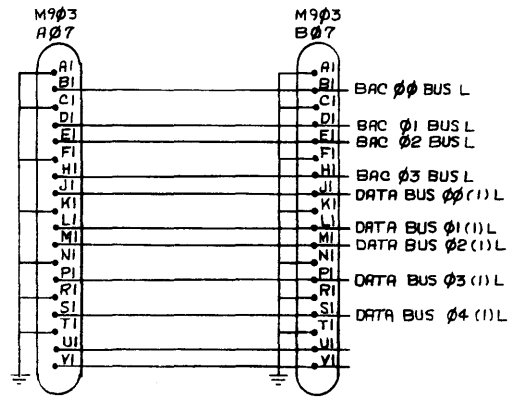 M9Ø3 M9Ø3
AØ7 BØ7
A1 A1
B1 B1 BAC ØØ BUS L
C1 C1
D1 D1 BAC Ø1 BUS L
E1 E1 BAC Ø2 BUS L
F1 F1
H1 H1 BAC Ø3 BUS L
J1 J1 DATA BUS ØØ(1)L
K1 K1
L1 L1 DATA BUS Ø1(1)L
M1 M1 DATA BUS Ø2(1)L
N1 N1
P1 P1 DATA BUS Ø3(1)L
R1 R1
S1 S1 DATA BUS Ø4(1)L
T1 T1
U1 U1
V1 V1